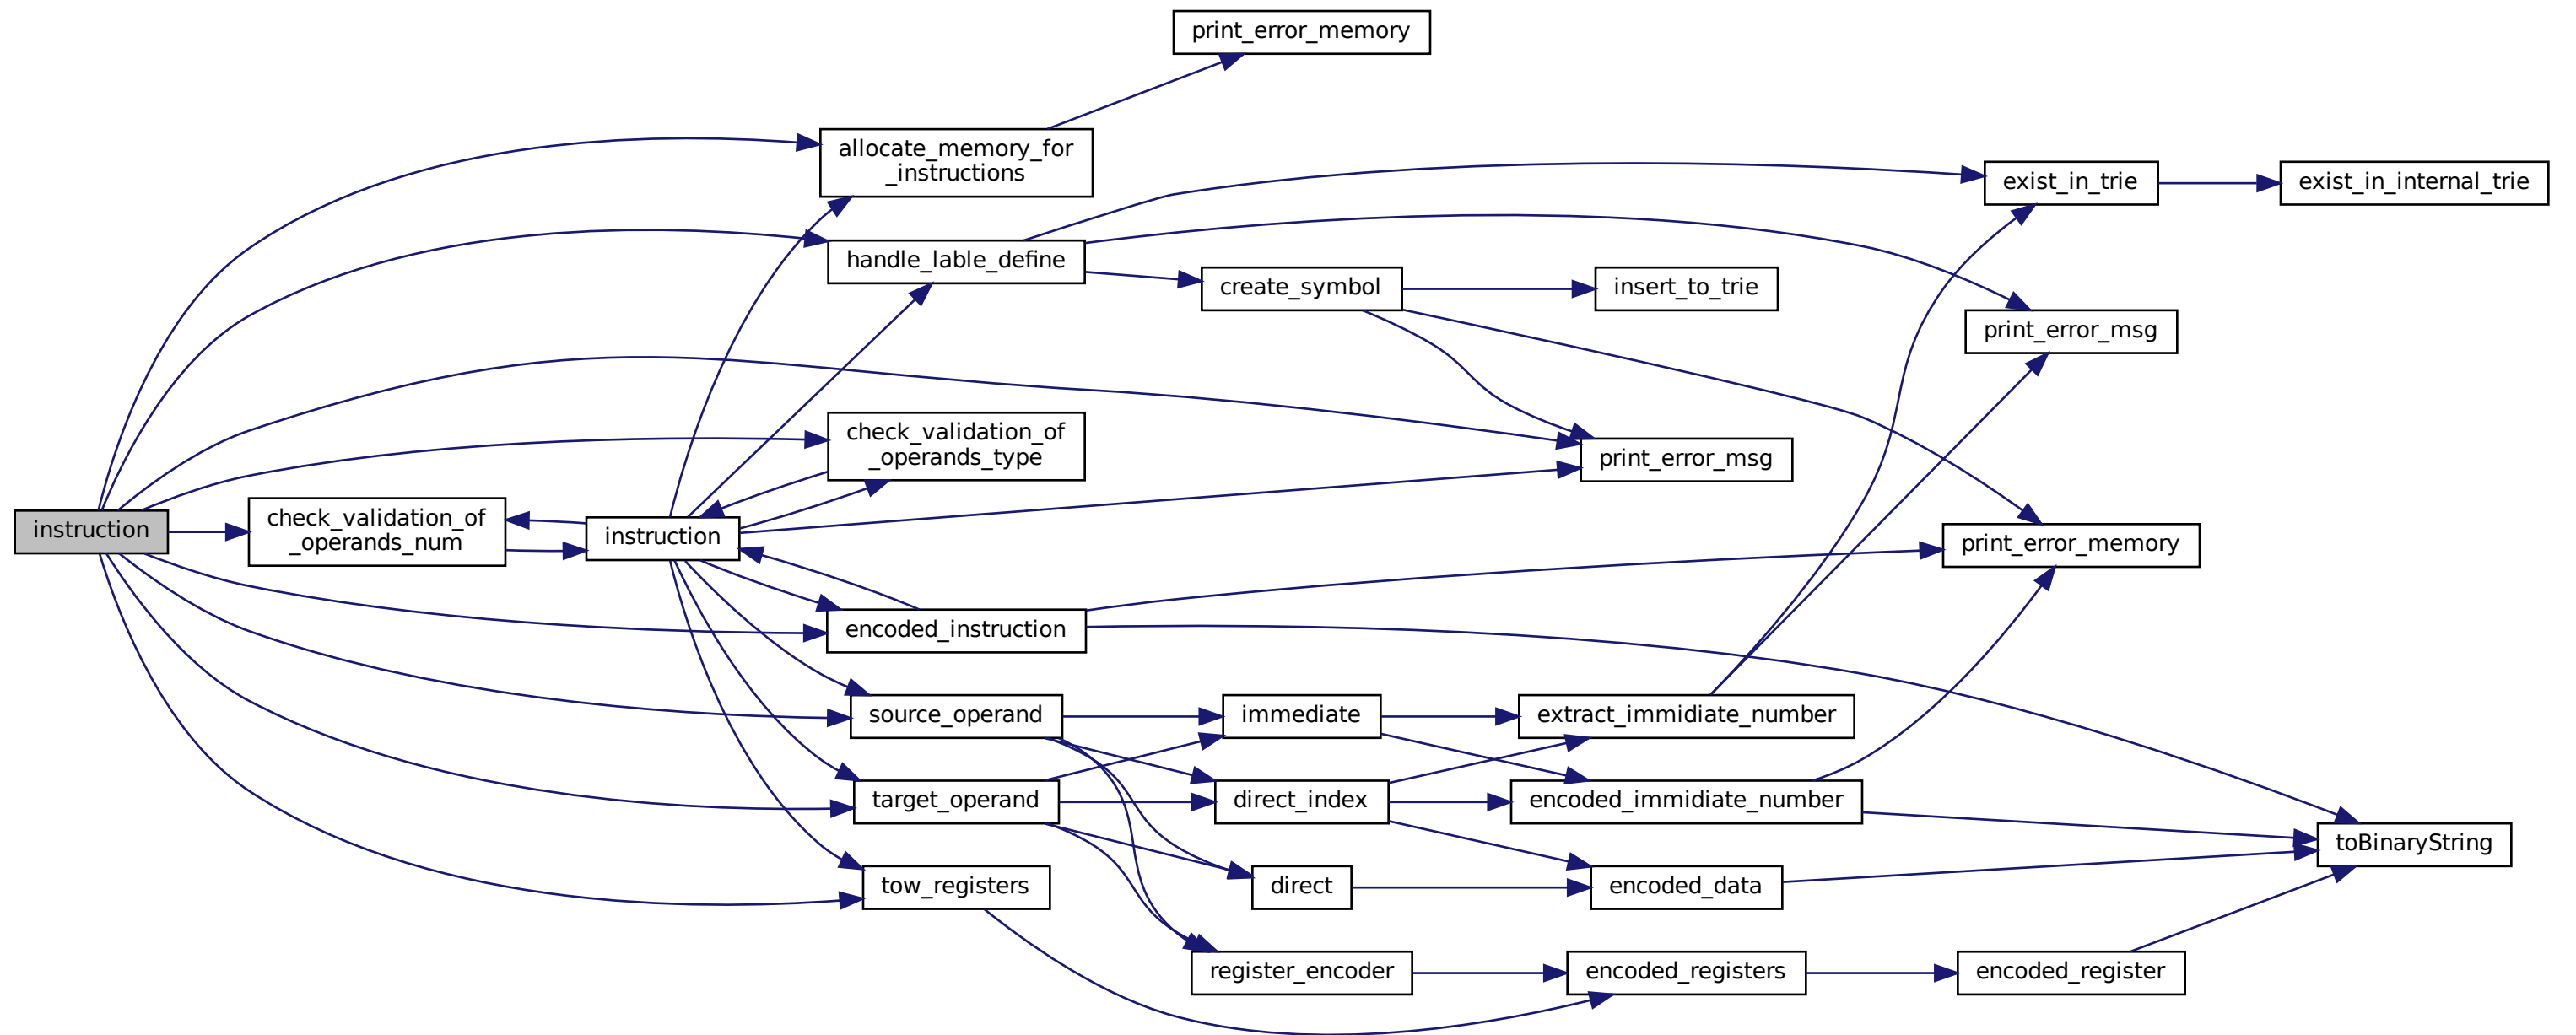 print_error_memory
allocate_memory_for
_instructions
exist_in_trie
exist_in_internal_trie
handle_lable_define
create_symbol
insert_to_trie
print_error_msg
check_validation_of
_operands_type
print_error_msg
instruction
check_validation_of
_operands_num
instruction
print_error_memory
encoded_instruction
source_operand
immediate
extract_immidiate_number
target_operand
direct_index
encoded_immidiate_number
toBinaryString
tow_registers
direct
encoded_data
register_encoder
encoded_registers
encoded_register